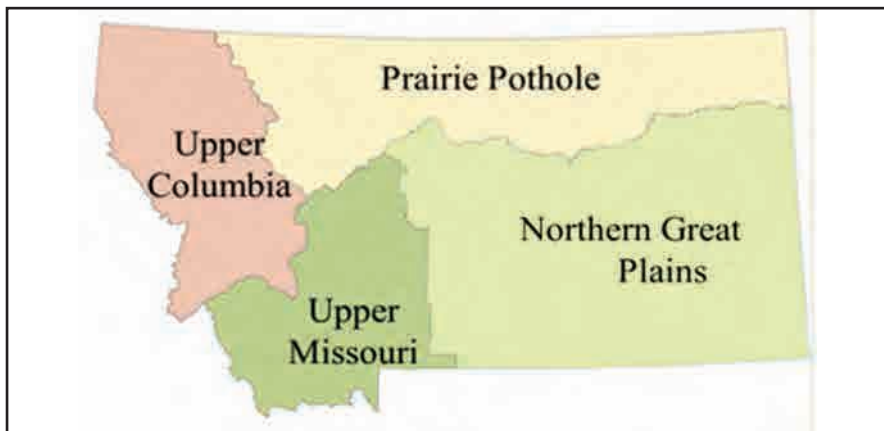 Prairie Pothole
Upper
Columbia
Northern Great
Plains
Upper
Missouri